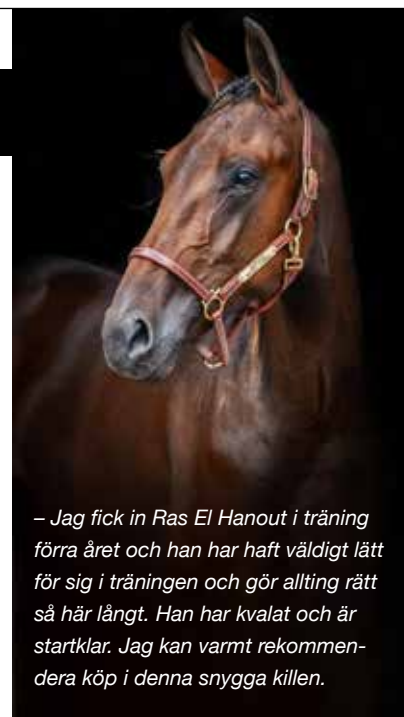 – Jag fick in Ras El Hanout i träning
förra året och han har haft väldigt lätt
för sig i träningen och gör allting rätt
så här långt. Han har kvalat och är
startklar. Jag kan varmt rekommen-
dera köp i denna snygga killen.